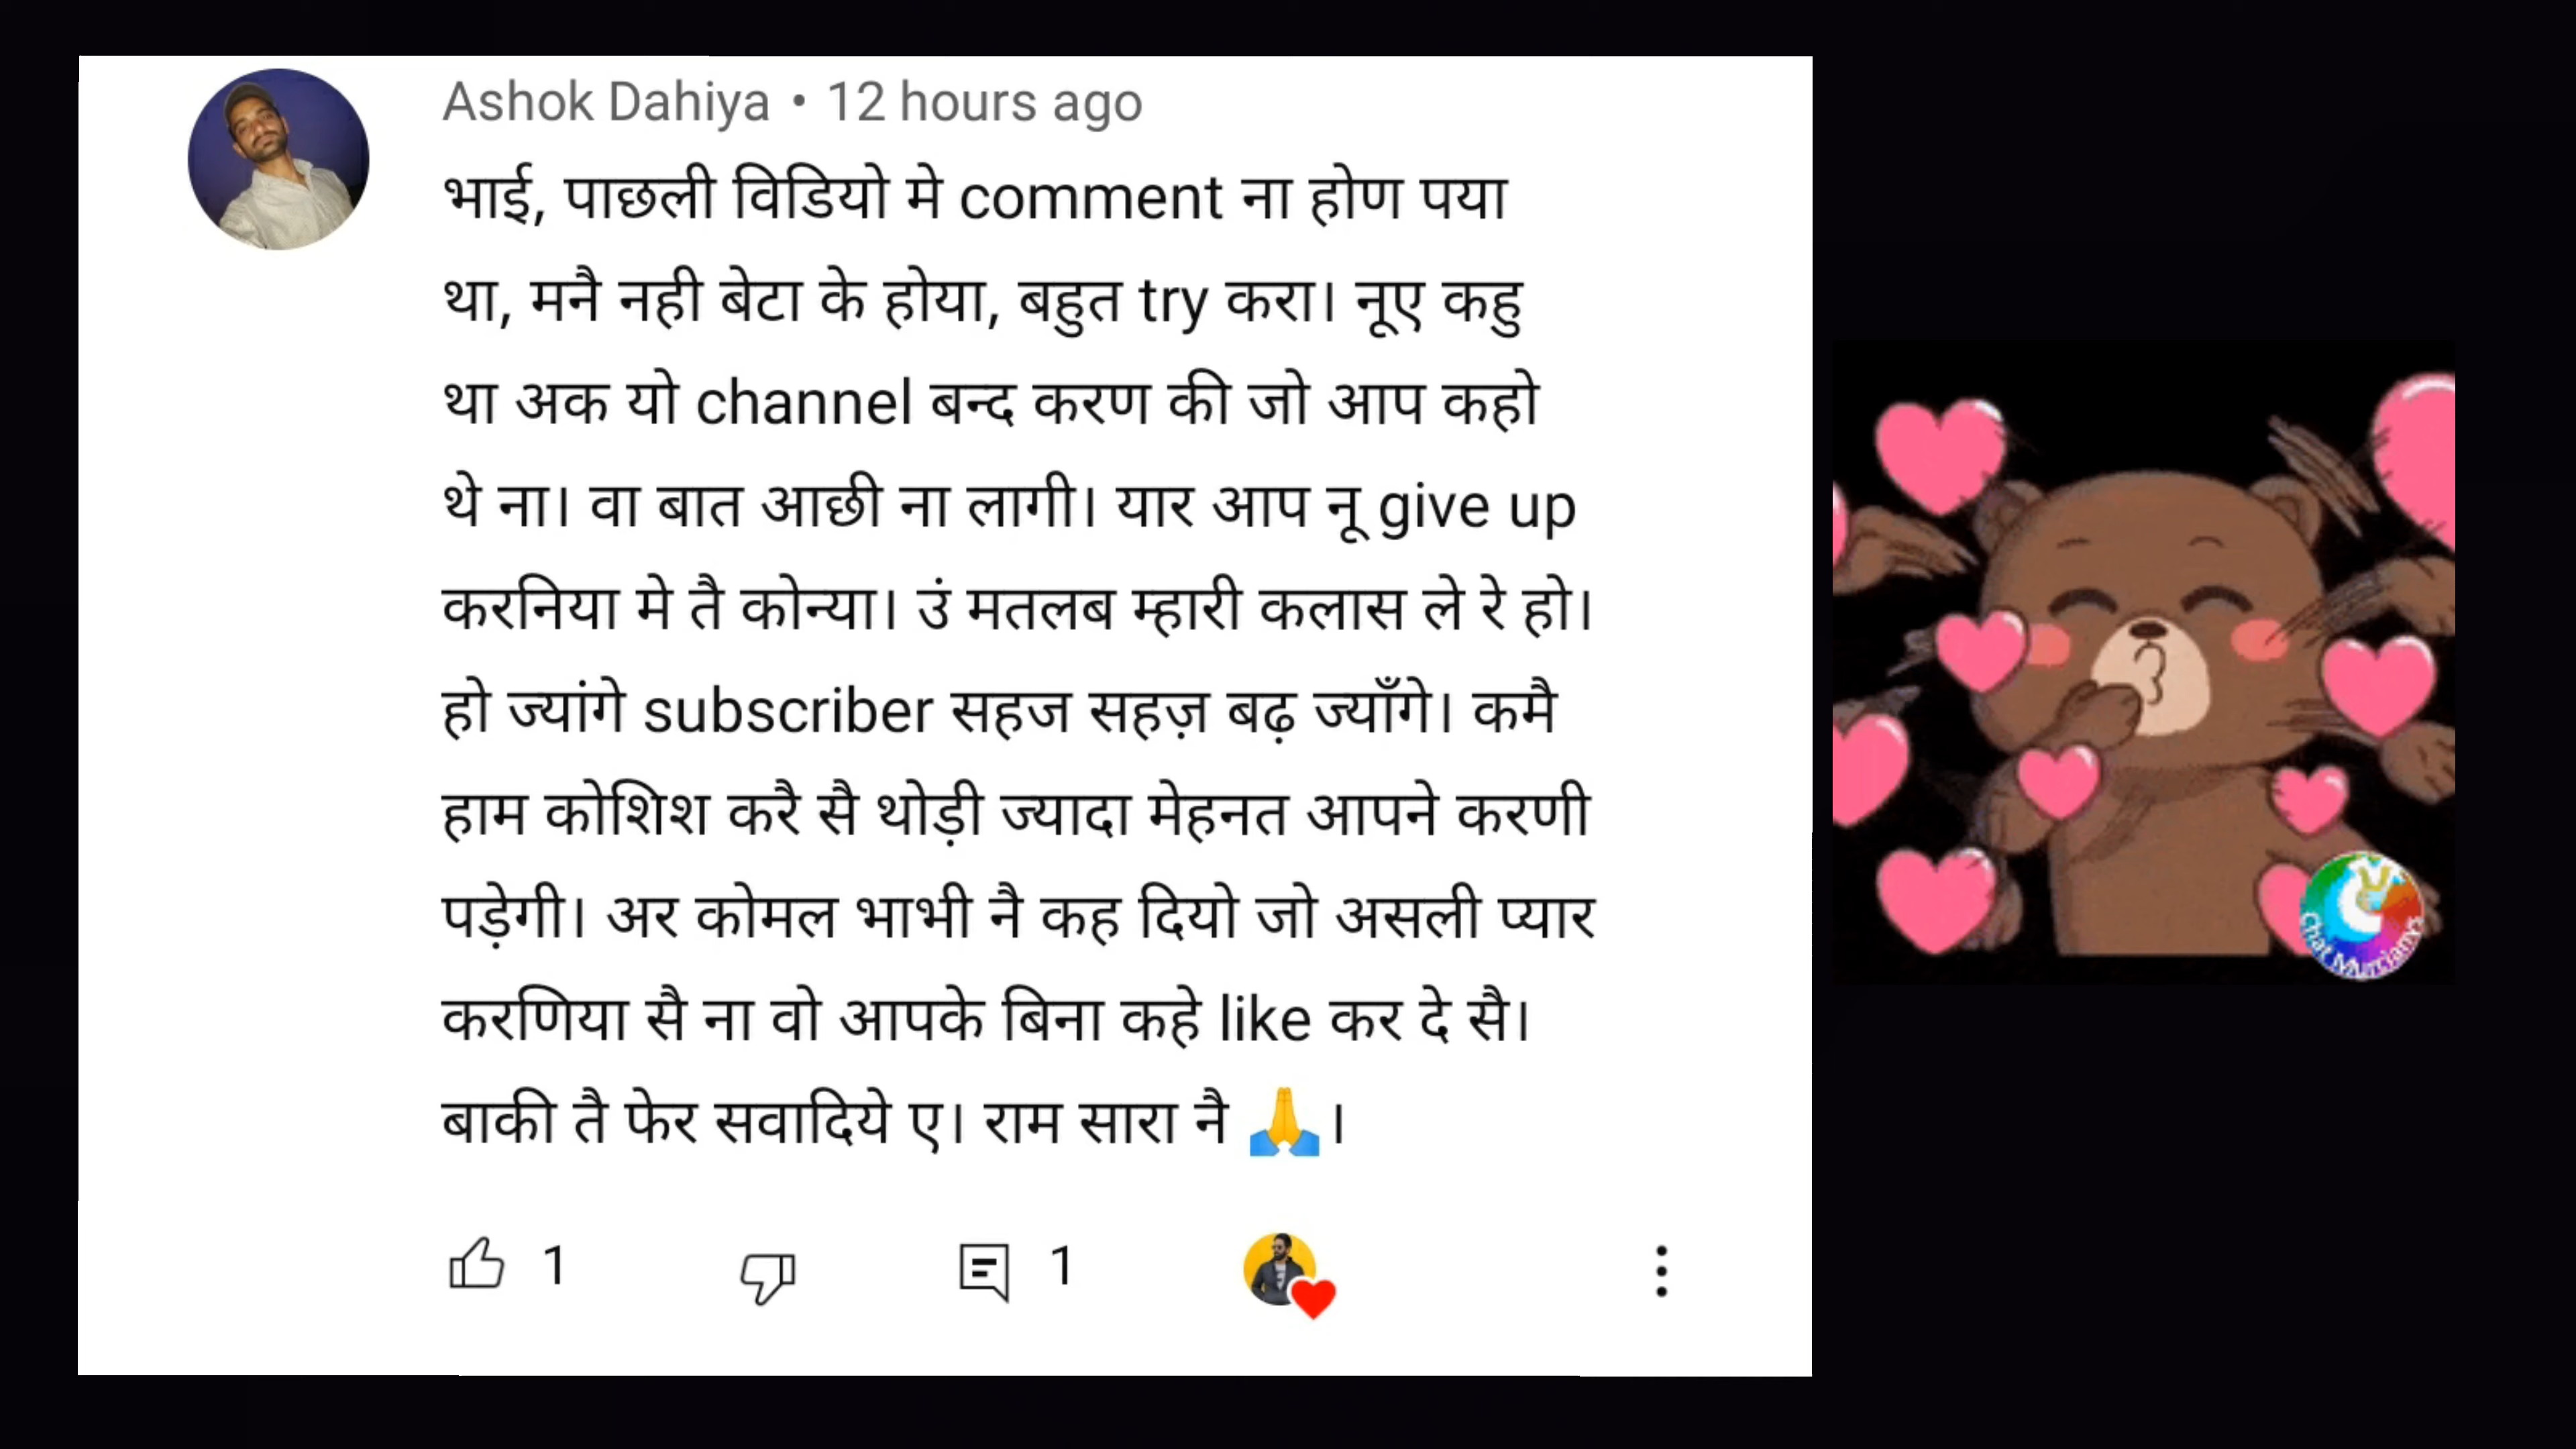 Ashok Dahiya • 12 hours ago
भाई, पाछली विडियो मे comment ना होण पया
था, मनै नही बेटा के होया, बहुत try करा। नूए कहु
था अक यो channel बन्द करण की जो आप कहो
थे ना। वा बात आछी ना लागी। यार आप नू give up
करनिया मे तै कोन्या। उं मतलब म्हारी कलास ले रे हो।
हो ज्यांगे subscriber सहज सहज़ बढ़ ज्याँगे। कमै
हाम कोशिश करै सै थोड़ी ज्यादा मेहनत आपने करणी
पड़ेगी। अर कोमल भाभी नै कह दियो जो असली प्यार
करणिया सै ना वो आपके बिना कहे like कर दे सै।
बाकी तै फेर सवादिये ए। राम सारा नै 🙏।
1 1
Chat Murcianys